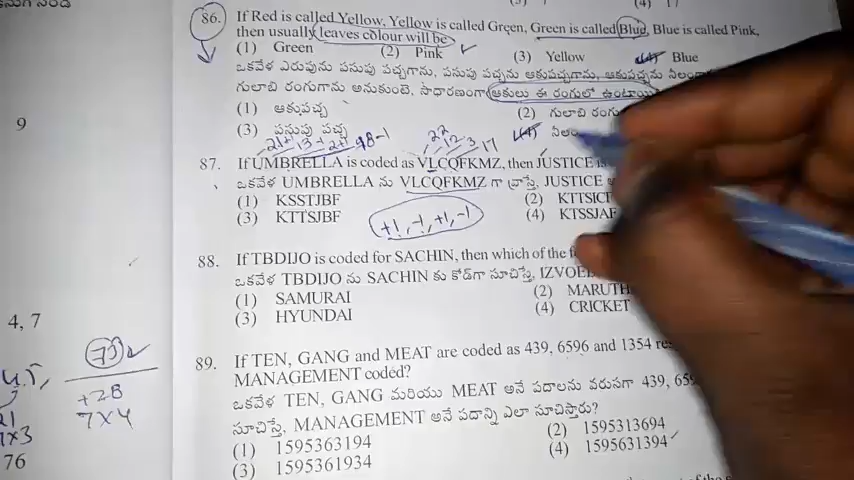 86. If Red is called Yellow, Yellow is called Green, Green is called Blue, Blue is called Pink,
then usually leaves colour will be
(1) Green (2) Pink (3) Yellow (4) Blue
ఒకవేళ ఎరుపును పసుపు పచ్చగాను, పసుపు పచ్చను ఆకుపచ్చగాను, ఆకుపచ్చను
గులాబి రంగుగాను అనుకుంటే, సాధారణంగా ఆకులు ఈ రంగులో ఉంటాయి
(1) ఆకుపచ్చ (2) గులాబి రంగు
(3) పసుపు పచ్చ (4)
9
87. If UMBRELLA is coded as VLCQFKMZ, then JUSTICE is
ఒకవేళ UMBRELLA ను VLCQFKMZ గా వ్రాస్తే, JUSTICE
(1) KSSTJBF (2) KTTSICF
(3) KTTSJBF (4) KTSSJAF
+1, -1, +1, -1
88. If TBDIJO is coded for SACHIN, then which of the
ఒకవేళ TBDIJO ను SACHIN కు కోడ్‌గా సూచిస్తే,
(1) SAMURAI (2) MARUTH
(3) HYUNDAI (4) CRICKET
4, 7
+28
7×4
7×3
76
89. If TEN, GANG and MEAT are coded as 439, 6596 and 1354
MANAGEMENT coded?
ఒకవేళ TEN, GANG మరియు MEAT అనే పదాలను వరుసగా 439,
సూచిస్తే, MANAGEMENT అనే పదాన్ని ఎలా సూచిస్తారు?
(1) 1595363194 (2) 1595313694
(3) 1595361934 (4) 1595631394